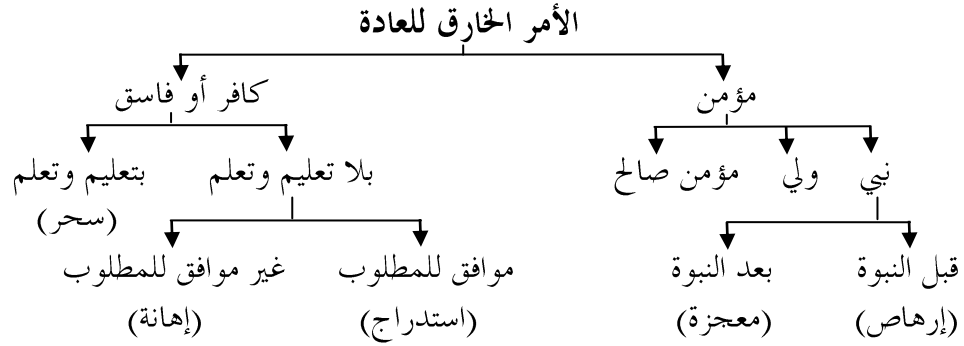 الأمر الخارق للعادة
مؤمن
كافر أو فاسق
نبي
ولي
مؤمن صالح
بلا تعليم وتعلم
بتعليم وتعلم
(سحر)
قبل النبوة
(إرهاص)
بعد النبوة
(معجزة)
موافق للمطلوب
(استدراج)
غير موافق للمطلوب
(إهانة)